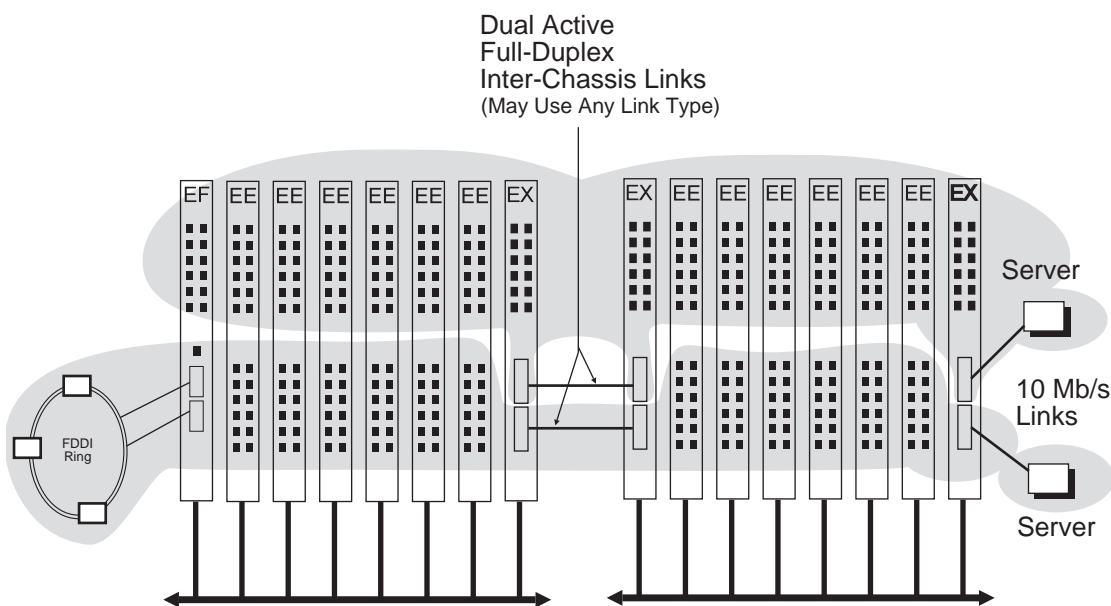 Dual Active
Full-Duplex
Inter-Chassis Links
(May Use Any Link Type)
EF EE EE EE EE EE EE EX
EX EE EE EE EE EE EE EX
Server
10 Mb/s
Links
FDDI
Ring
Server